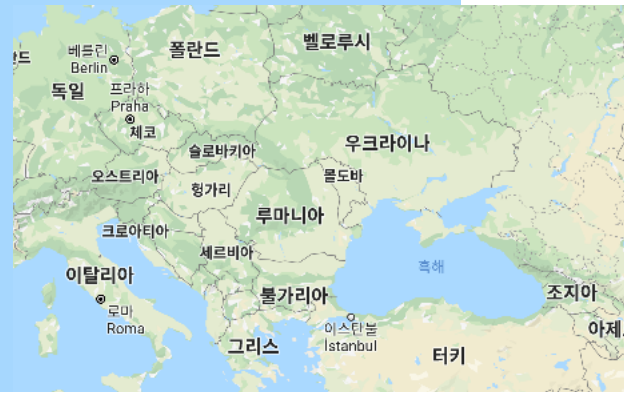 벨로루시
폴란드
베를린
Berlin
독일
프라하
Praha
체코
우크라이나
슬로바키아
오스트리아
몰도바
헝가리
루마니아
크로아티아
세르비아
흑해
이탈리아
불가리아
조지아
로마
Roma
이스탄불
Istanbul
그리스
터키